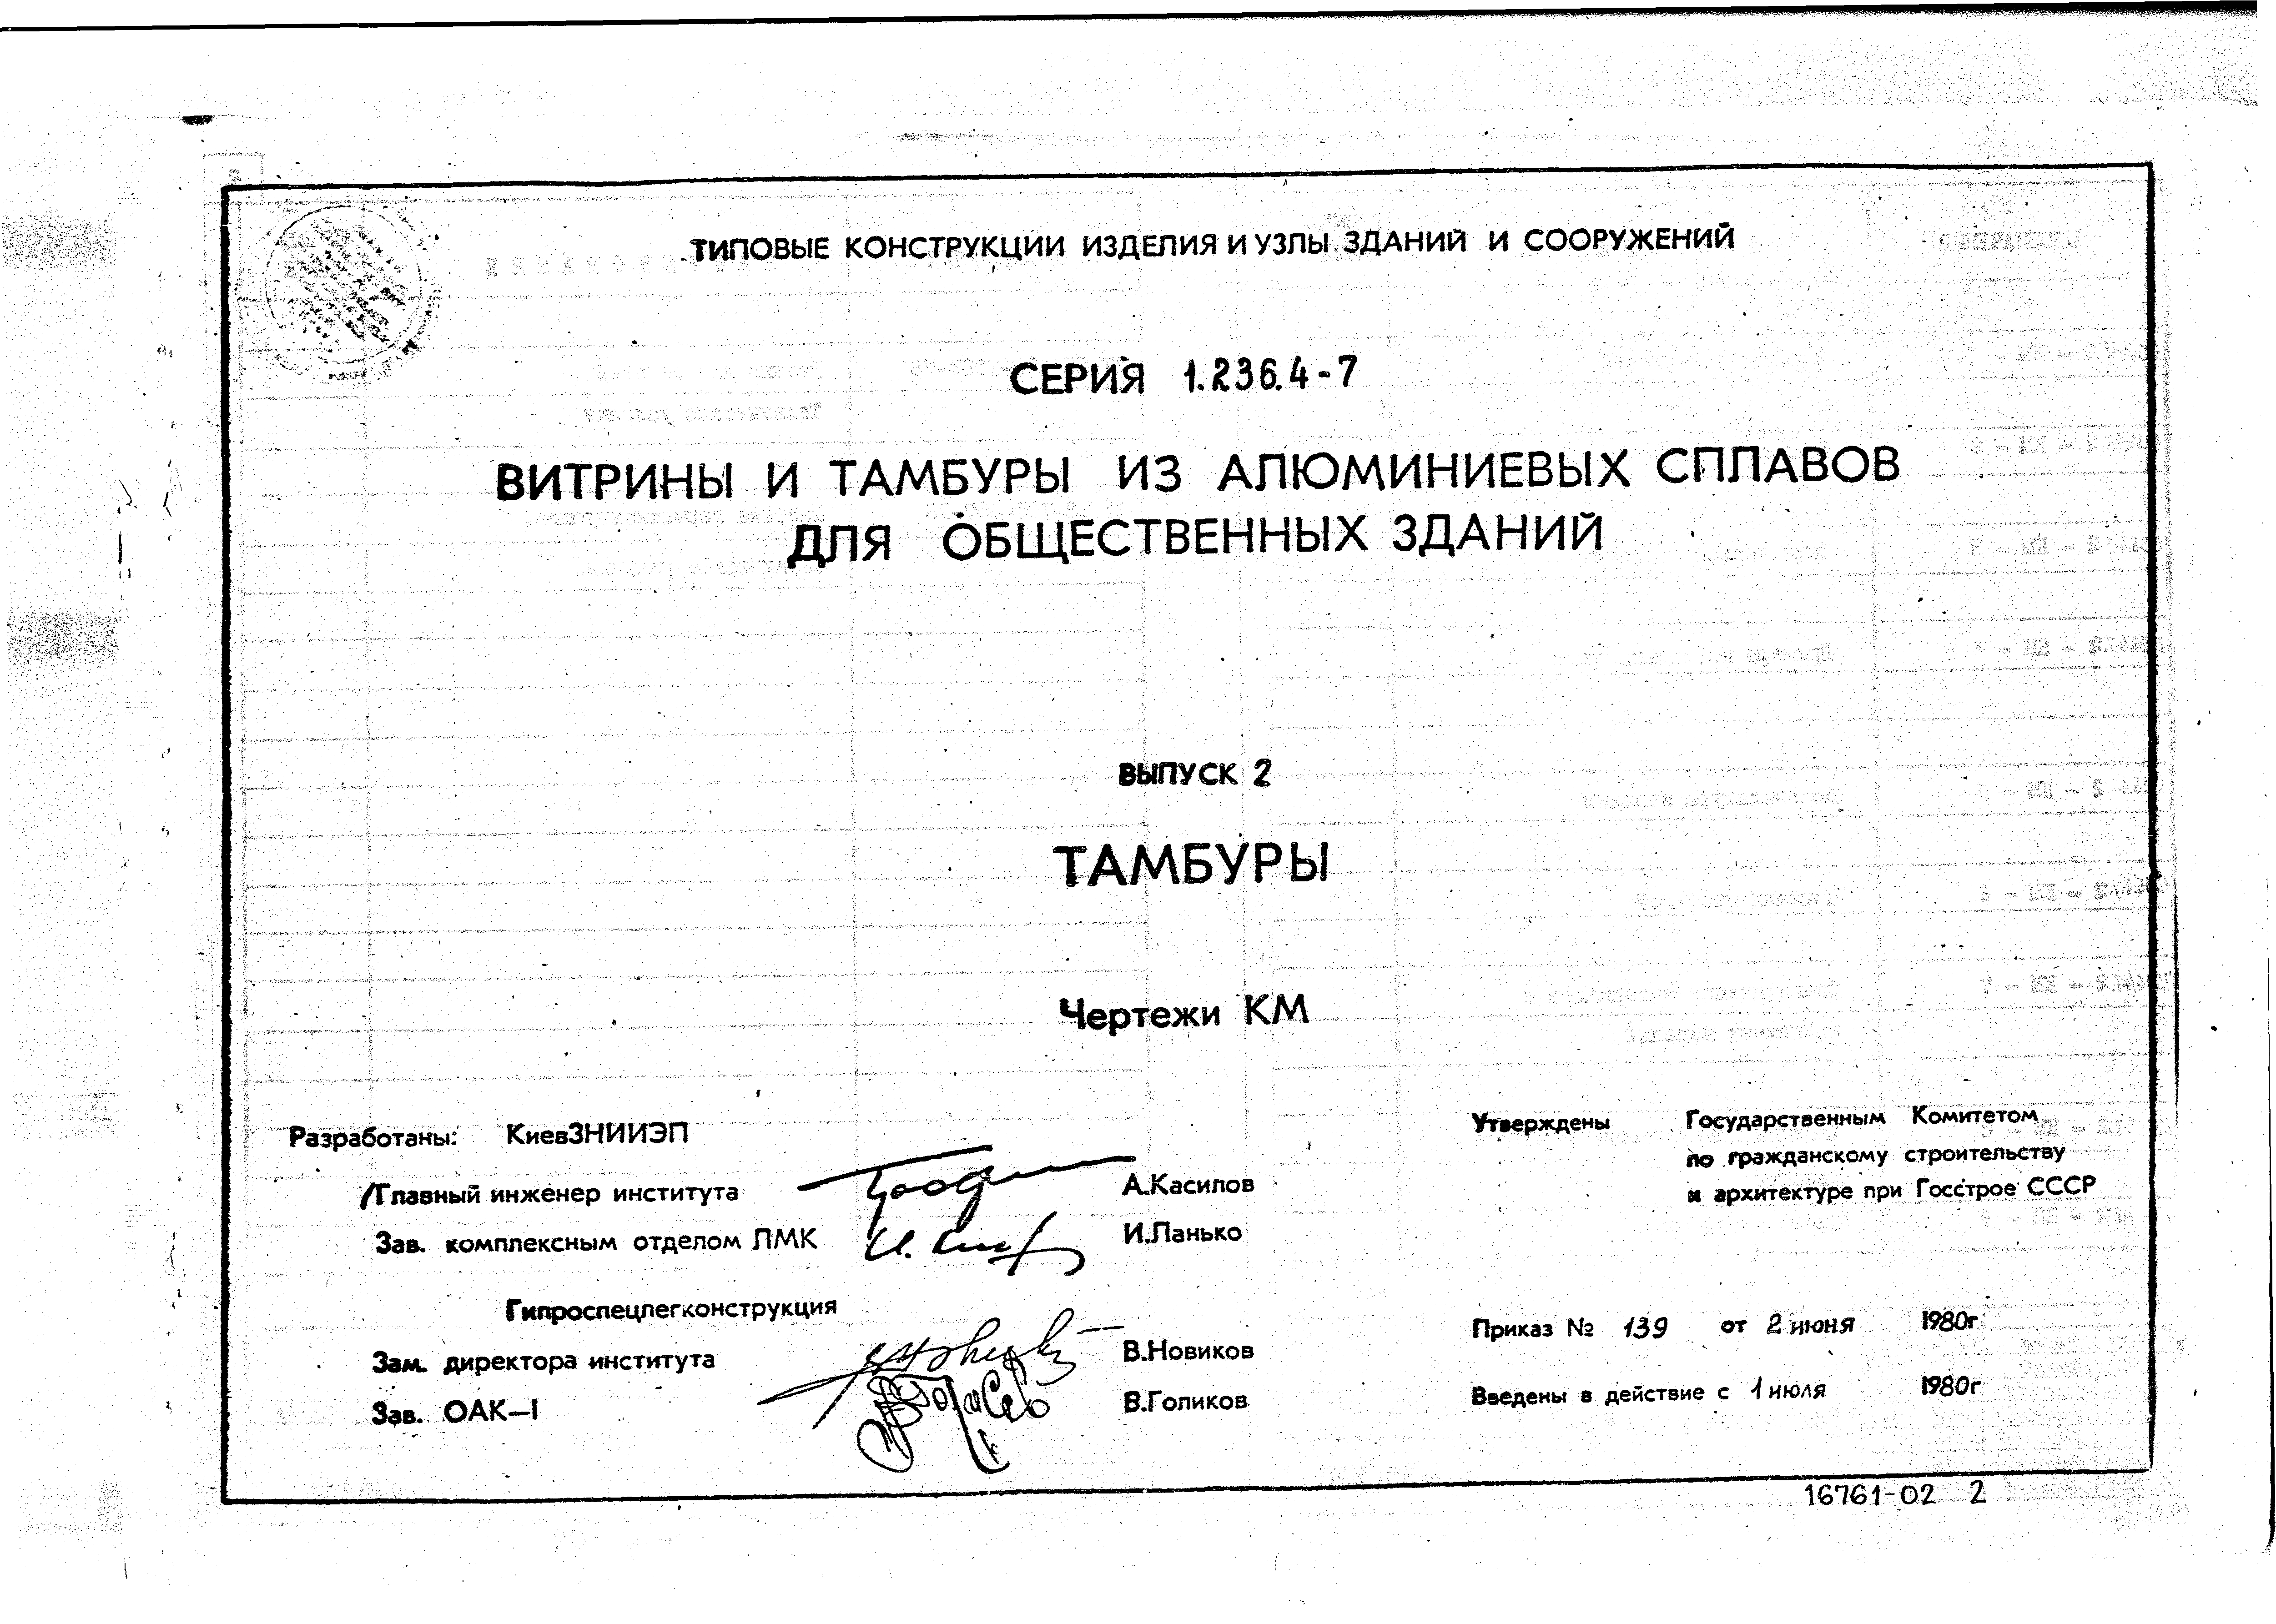 ТИПОВЫЕ КОНСТРУКЦИИ ИЗДЕЛИЯ И УЗЛЫ ЗДАНИЙ И СООРУЖЕНИЙ
СЕРИЯ 1.236.4-7
ВИТРИНЫ И ТАМБУРЫ ИЗ АЛЮМИНИЕВЫХ СПЛАВОВ
ДЛЯ ОБЩЕСТВЕННЫХ ЗДАНИЙ
ВЫПУСК 2
ТАМБУРЫ
Чертежи КМ
Разработаны: КиевЗНИИЭП
Главный инженер института А.Касилов
Зав. комплексным отделом ЛМК И.Ланько
Гипроспецлегконструкция
Зам. директора института В.Новиков
Зав. ОАК-I В.Голиков
Утверждены Государственным Комитетом
по гражданскому строительству
и архитектуре при Госстрое СССР
Приказ № 139 от 2 июня 1980г
Введены в действие с 1 июля 1980г
16761-02 2